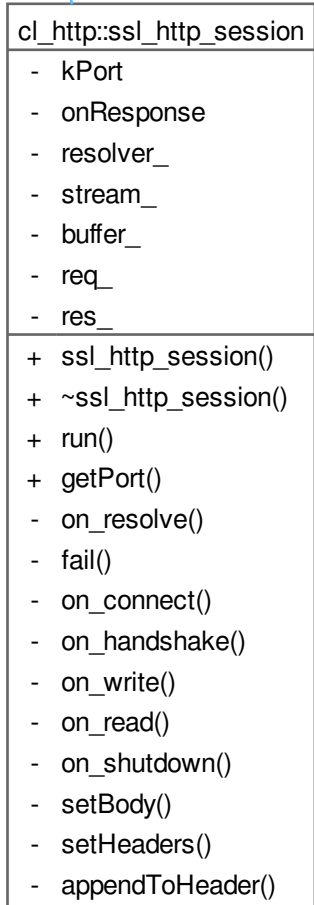 cl_http::ssl_http_session
- kPort
- onResponse
- resolver_
- stream_
- buffer_
- req_
- res_
+ ssl_http_session()
+ ~ssl_http_session()
+ run()
+ getPort()
- on_resolve()
- fail()
- on_connect()
- on_handshake()
- on_write()
- on_read()
- on_shutdown()
- setBody()
- setHeaders()
- appendToHeader()